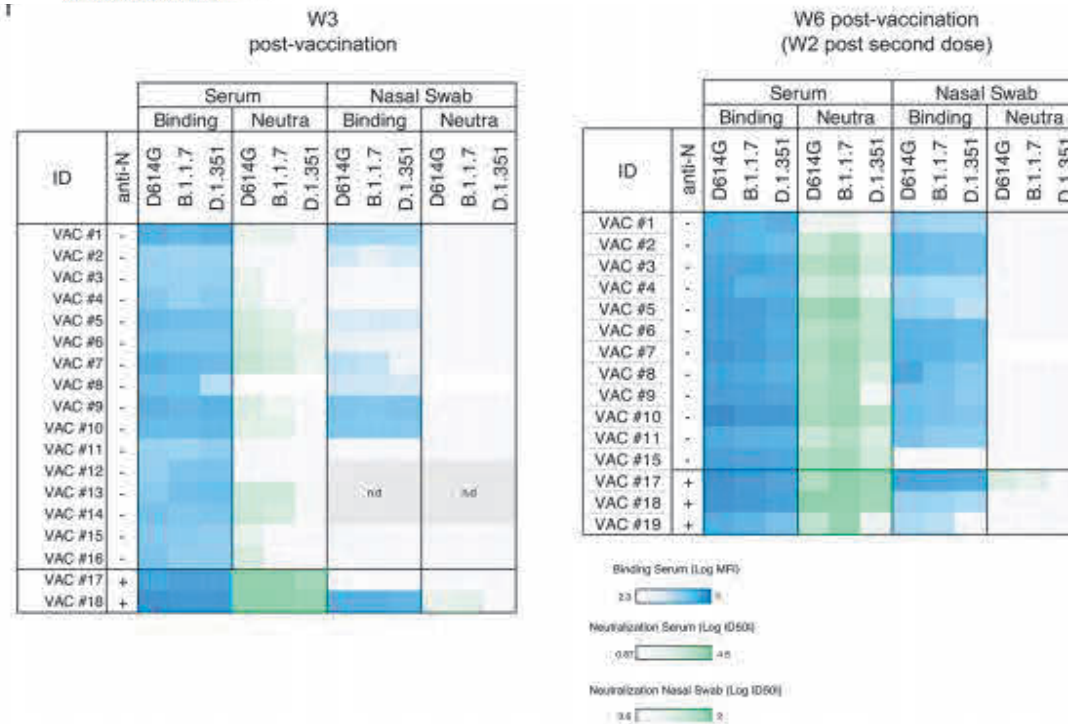 W3
post-vaccination
Serum Nasal Swab
Binding Neutra Binding Neutra
ID anti-N D614G B.1.1.7 D.1.351 D614G B.1.1.7 D.1.351 D614G B.1.1.7 D.1.351 D614G B.1.1.7 D.1.351
VAC #1 -
VAC #2 -
VAC #3 -
VAC #4 -
VAC #5 -
VAC #6 -
VAC #7 -
VAC #8 -
VAC #9 -
VAC #10 -
VAC #11 -
VAC #12 -
VAC #13 - n.d n.d
VAC #14 -
VAC #15 -
VAC #16 -
VAC #17 +
VAC #18 +
W6 post-vaccination
(W2 post second dose)
Serum Nasal Swab
Binding Neutra Binding Neutra
ID anti-N D614G B.1.1.7 D.1.351 D614G B.1.1.7 D.1.351 D614G B.1.1.7 D.1.351 D614G B.1.1.7 D.1.351
VAC #1 -
VAC #2 -
VAC #3 -
VAC #4 -
VAC #5 -
VAC #6 -
VAC #7 -
VAC #8 -
VAC #9 -
VAC #10 -
VAC #11 -
VAC #15 -
VAC #17 +
VAC #18 +
VAC #19 +
Binding Serum (Log MFI)
2.3
Neutralization Serum (Log ID50)
0.87 4.5
Neutralization Nasal Swab (Log ID50)
2